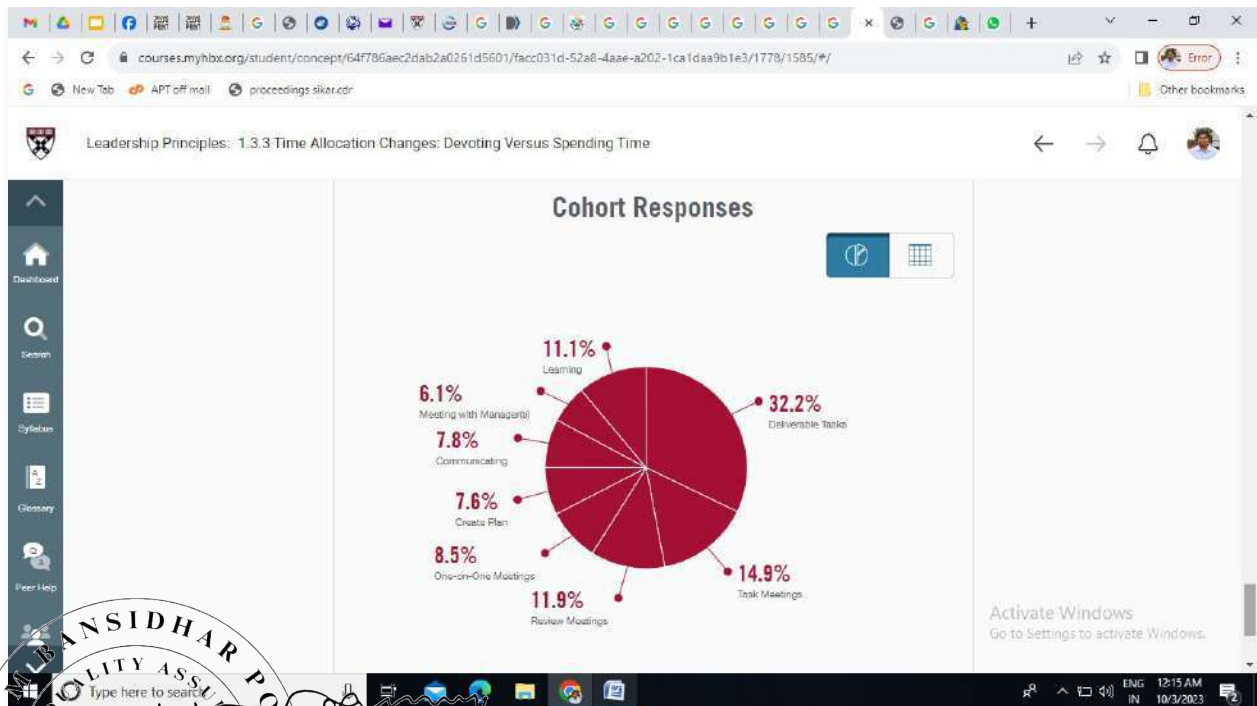 courses.myhbx.org/student/concept/64f786aec2dab2a0261d5601/facc031d-52a8-4aae-a202-1ca1daa9b1e3/1778/1585/#/
Error
New Tab
APT off mail
proceedings sikar.cdr
Other bookmarks
Leadership Principles: 1.3.3 Time Allocation Changes: Devoting Versus Spending Time
Dashboard
Search
Syllabus
Glossary
Peer Help
Cohort Responses
11.1%
Learning
6.1%
Meeting with Manager(s)
7.8%
Communicating
7.6%
Create Plan
8.5%
One-on-One Meetings
11.9%
Review Meetings
32.2%
Deliverable Tasks
14.9%
Task Meetings
Activate Windows
Go to Settings to activate Windows.
BANSIDHAR
Type here to search
ENG
IN
12:15 AM
10/3/2023
2